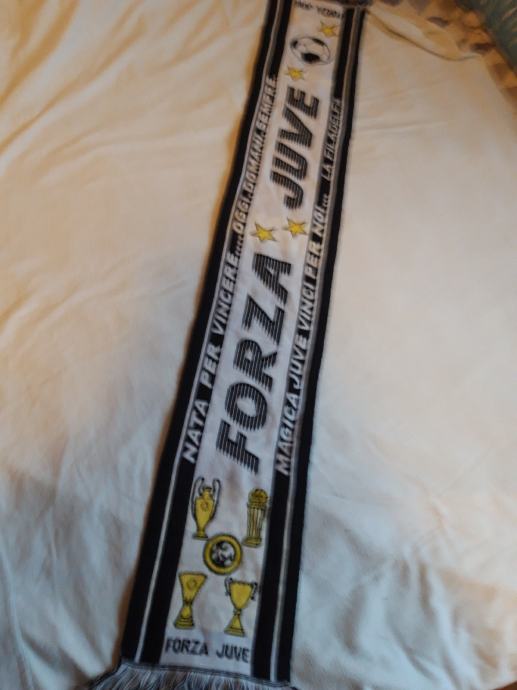 NATA PER VINCERE....OGGI.DOMANI.SEMPRE
FORZA JUVE
MAGICA JUVE VINCI PER NOI... LA FILADELFIA
FORZA JUVE